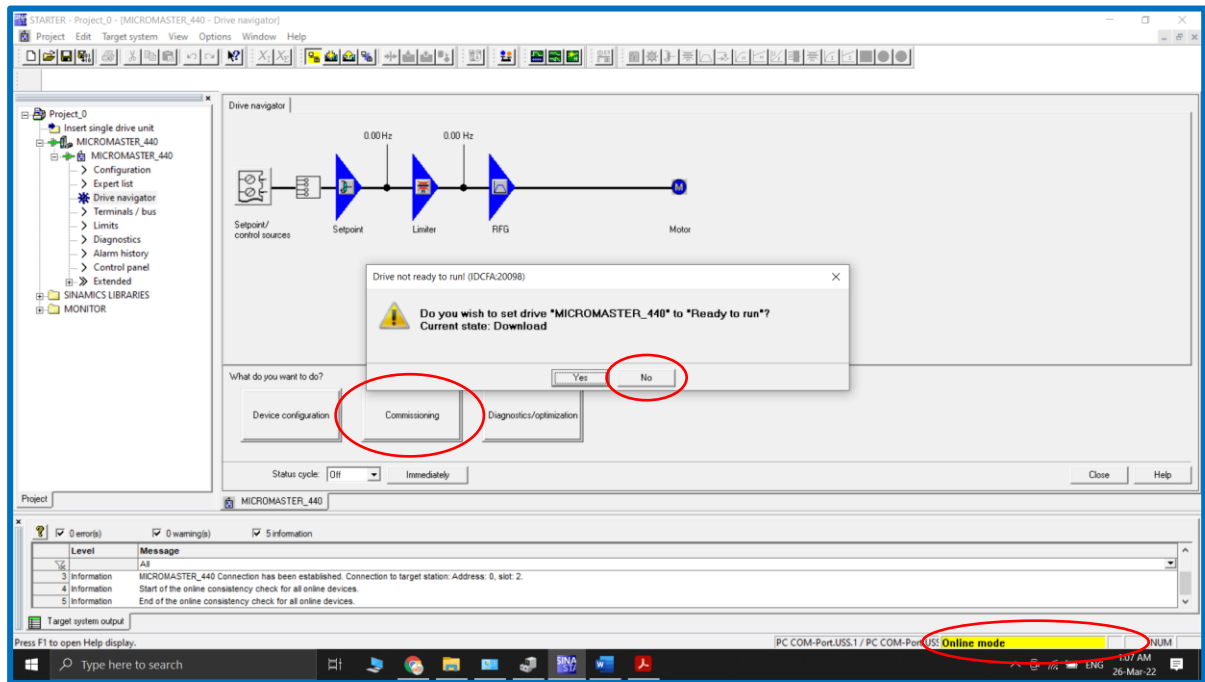 STARTER - Project_0 - [MICROMASTER_440 - Drive navigator]
Project Edit Target system View Options Window Help
Project_0
Insert single drive unit
MICROMASTER_440
MICROMASTER_440
Configuration
Expert list
Drive navigator
Terminals / bus
Limits
Diagnostics
Alarm history
Control panel
Extended
SINAMICS LIBRARIES
MONITOR
Project
Drive navigator
0.00 Hz 0.00 Hz
Setpoint/
control sources
Setpoint Limiter RFG Motor
M
Drive not ready to run! (IDCFA:20098)
Do you wish to set drive "MICROMASTER_440" to "Ready to run"?
Current state: Download
Yes No
What do you want to do?
Device configuration Commissioning Diagnostics/optimization
Status cycle: Off Immediately Close Help
MICROMASTER_440
0 error(s) 0 warning(s) 5 information
Level Message
All
3 Information MICROMASTER_440 Connection has been established. Connection to target station: Address: 0, slot: 2.
4 Information Start of the online consistency check for all online devices.
5 Information End of the online consistency check for all online devices.
Target system output
Press F1 to open Help display. PC COM-Port.USS.1 / PC COM-Port.USS Online mode NUM
Type here to search
ENG
1:07 AM
26-Mar-22